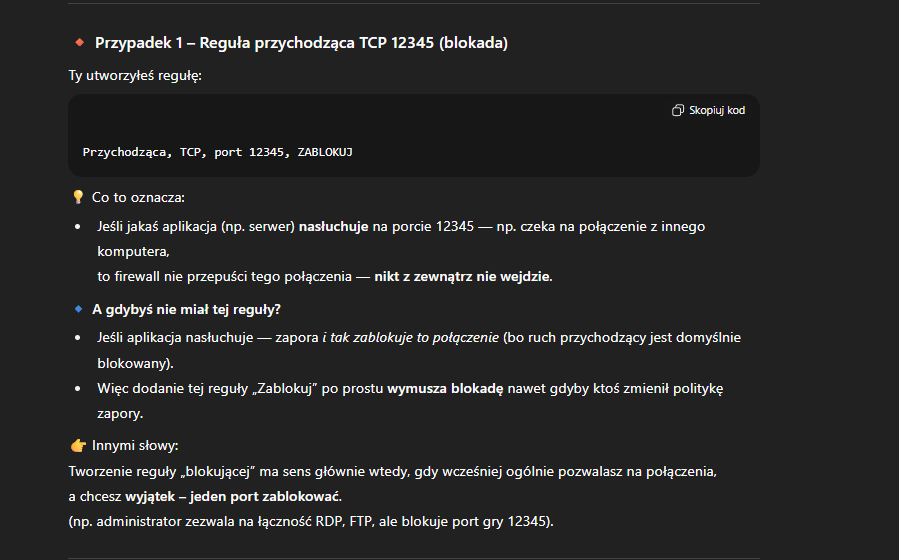 Przypadek 1 – Reguła przychodząca TCP 12345 (blokada)
Ty utworzyłeś regułę:
Skopiuj kod
Przychodząca, TCP, port 12345, ZABLOKUJ
Co to oznacza:
Jeśli jakaś aplikacja (np. serwer) nasłuchuje na porcie 12345 — np. czeka na połączenie z innego
komputera,
to firewall nie przepuści tego połączenia — nikt z zewnątrz nie wejdzie.
A gdybyś nie miał tej reguły?
Jeśli aplikacja nasłuchuje — zapora i tak zablokuje to połączenie (bo ruch przychodzący jest domyślnie
blokowany).
Więc dodanie tej reguły „Zablokuj” po prostu wymusza blokadę nawet gdyby ktoś zmienił politykę
zapory.
Innymi słowy:
Tworzenie reguły „blokującej” ma sens głównie wtedy, gdy wcześniej ogólnie pozwalasz na połączenia,
a chcesz wyjątek – jeden port zablokować.
(np. administrator zezwala na łączność RDP, FTP, ale blokuje port gry 12345).